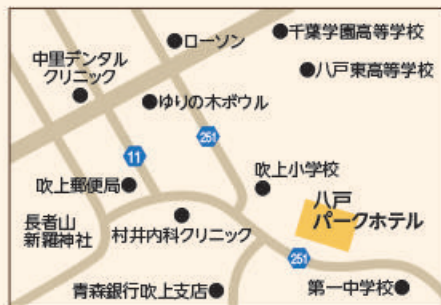 ローソン
千葉学園高等学校
中里デンタル
クリニック
八戸東高等学校
ゆりの木ボウル
251
11
吹上小学校
吹上郵便局
八戸
パークホテル
長者山
新羅神社
村井内科クリニック
251
青森銀行吹上支店
第一中学校